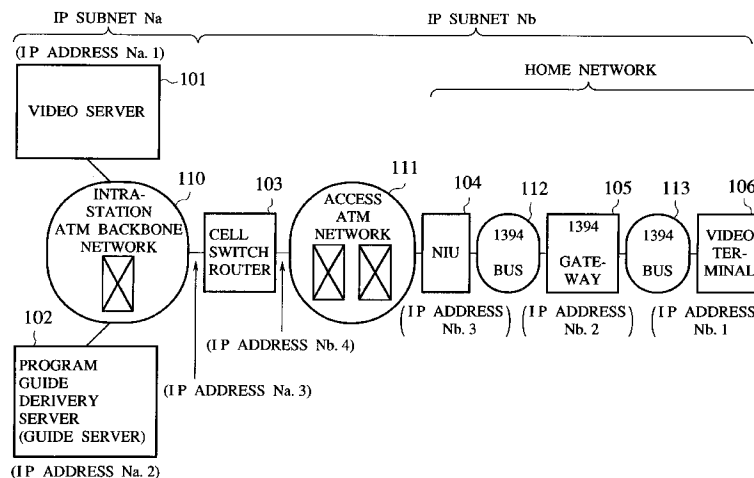 IP SUBNET Na
IP SUBNET Nb
(IP ADDRESS Na. 1)
HOME NETWORK
101
VIDEO SERVER
110
103
111
104
112
105
113
106
INTRA-
STATION
ATM BACKBONE
NETWORK
CELL
SWITCH
ROUTER
ACCESS
ATM
NETWORK
NIU
1394
BUS
1394
GATE-
WAY
1394
BUS
VIDEO
TER-
MINAL
(IP ADDRESS
Nb. 3)
(IP ADDRESS
Nb. 2)
(IP ADDRESS
Nb. 1)
102
(IP ADDRESS Nb. 4)
PROGRAM
GUIDE
DERIVERY
SERVER
(GUIDE SERVER)
(IP ADDRESS Na. 3)
(IP ADDRESS Na. 2)